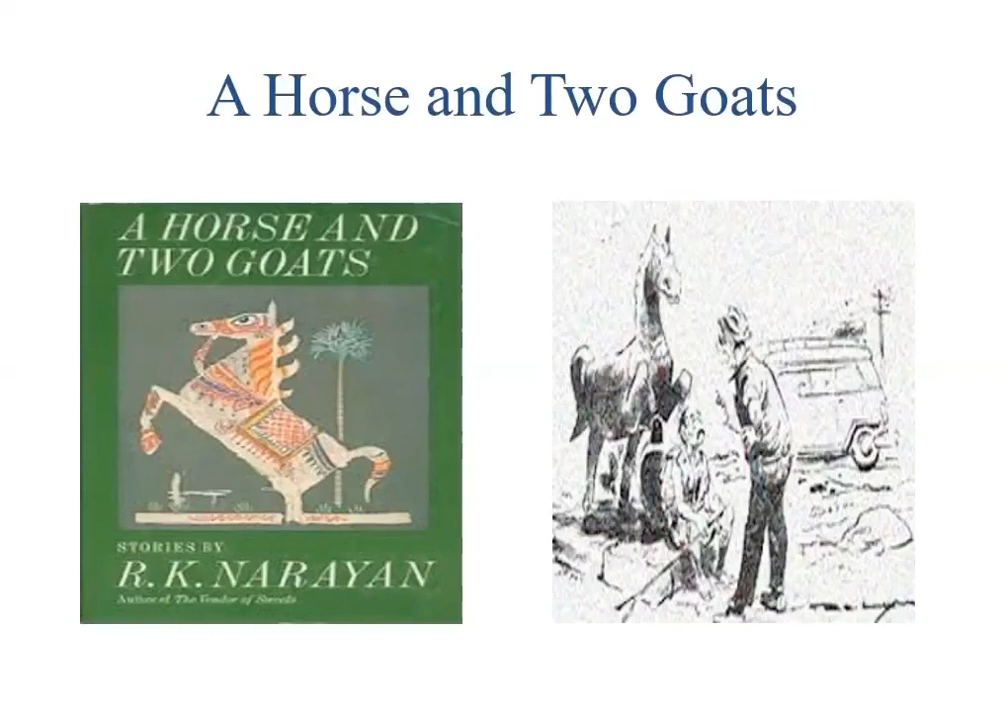 A Horse and Two Goats
A HORSE AND
TWO GOATS
STORIES BY
R. K. NARAYAN
Author of The Vendor of Sweets